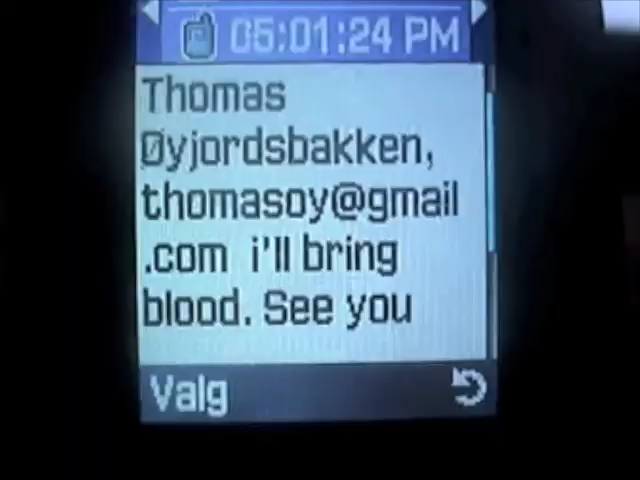 05:01:24 PM
Thomas
Øyjordsbakken,
thomasoy@gmail
.com i'll bring
blood. See you
Valg